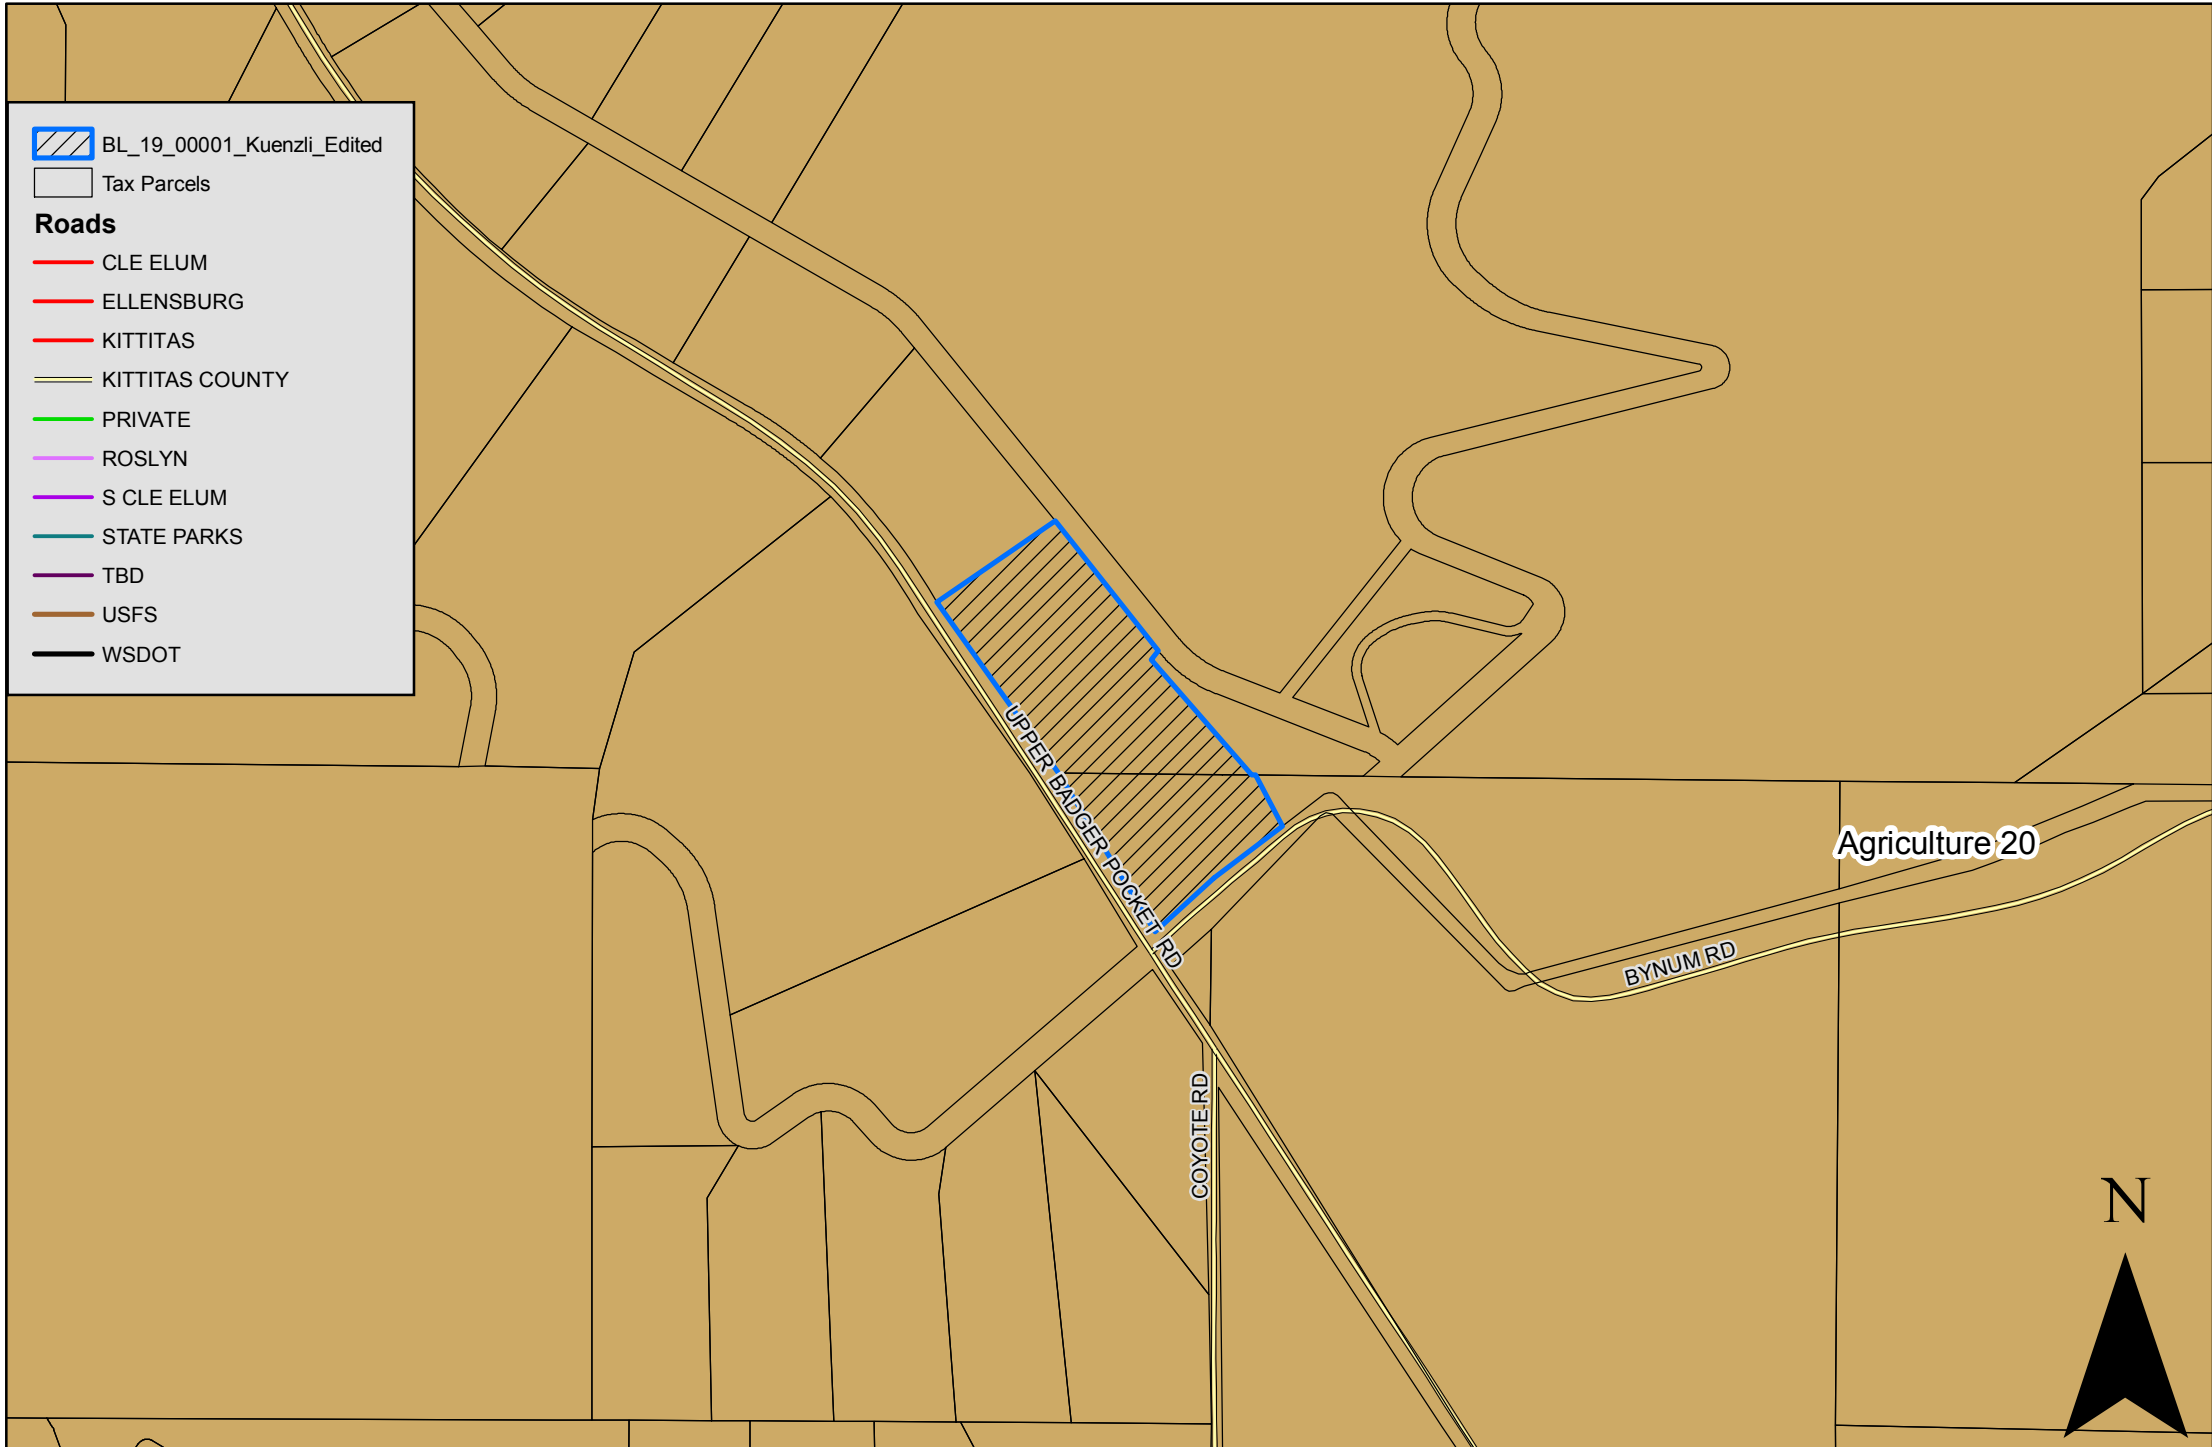 BL_19_00001_Kuenzli_Edited
Tax Parcels
Roads
CLE ELUM
ELLENSBURG
KITTITAS
KITTITAS COUNTY
PRIVATE
ROSLYN
S CLE ELUM
STATE PARKS
TBD
USFS
WSDOT
UPPER BADGER POCKET RD
Agriculture 20
BYNUM RD
COYOTE RD
N